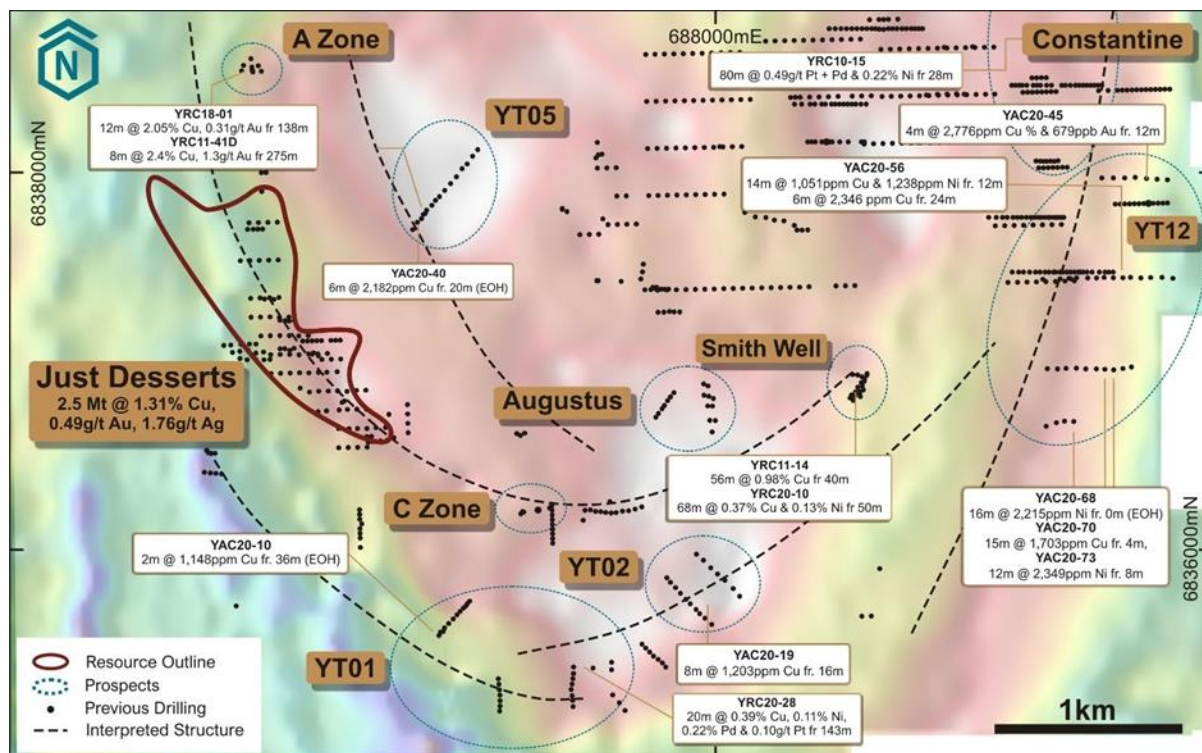 N
A Zone
688000mE
Constantine
YRC10-15
80m @ 0.49g/t Pt + Pd & 0.22% Ni fr 28m
YRC18-01
12m @ 2.05% Cu, 0.31g/t Au fr 138m
YRC11-41D
8m @ 2.4% Cu, 1.3g/t Au fr 275m
YT05
YAC20-45
4m @ 2,776ppm Cu % & 679ppb Au fr. 12m
YAC20-56
14m @ 1,051ppm Cu & 1,238ppm Ni fr. 12m
6m @ 2,346 ppm Cu fr. 24m
6838000mN
YT12
YAC20-40
6m @ 2,182ppm Cu fr. 20m (EOH)
Smith Well
Just Desserts
2.5 Mt @ 1.31% Cu,
0.49g/t Au, 1.76g/t Ag
Augustus
YRC11-14
56m @ 0.98% Cu fr 40m
YRC20-10
68m @ 0.37% Cu & 0.13% Ni fr 50m
C Zone
YAC20-68
16m @ 2,215ppm Ni fr. 0m (EOH)
YAC20-70
15m @ 1,703ppm Cu fr. 4m,
YAC20-73
12m @ 2,349ppm Ni fr. 8m
6836000mN
YAC20-10
2m @ 1,148ppm Cu fr. 36m (EOH)
YT02
YT01
YAC20-19
8m @ 1,203ppm Cu fr. 16m
YRC20-28
20m @ 0.39% Cu, 0.11% Ni,
0.22% Pd & 0.10g/t Pt fr 143m
Resource Outline
Prospects
Previous Drilling
Interpreted Structure
1km